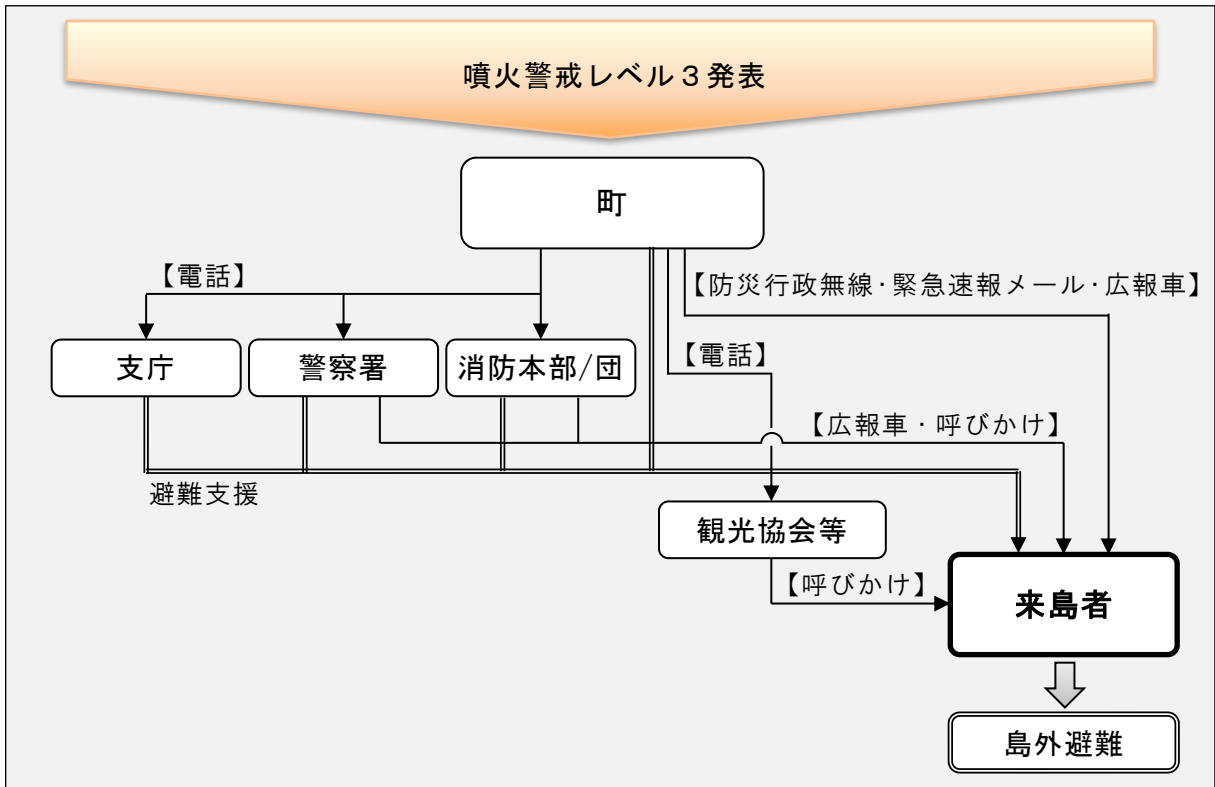 噴火警戒レベル３発表
町
【電話】
【防災行政無線・緊急速報メール・広報車】
支庁
警察署
消防本部/団
【電話】
【広報車・呼びかけ】
避難支援
観光協会等
【呼びかけ】
来島者
島外避難